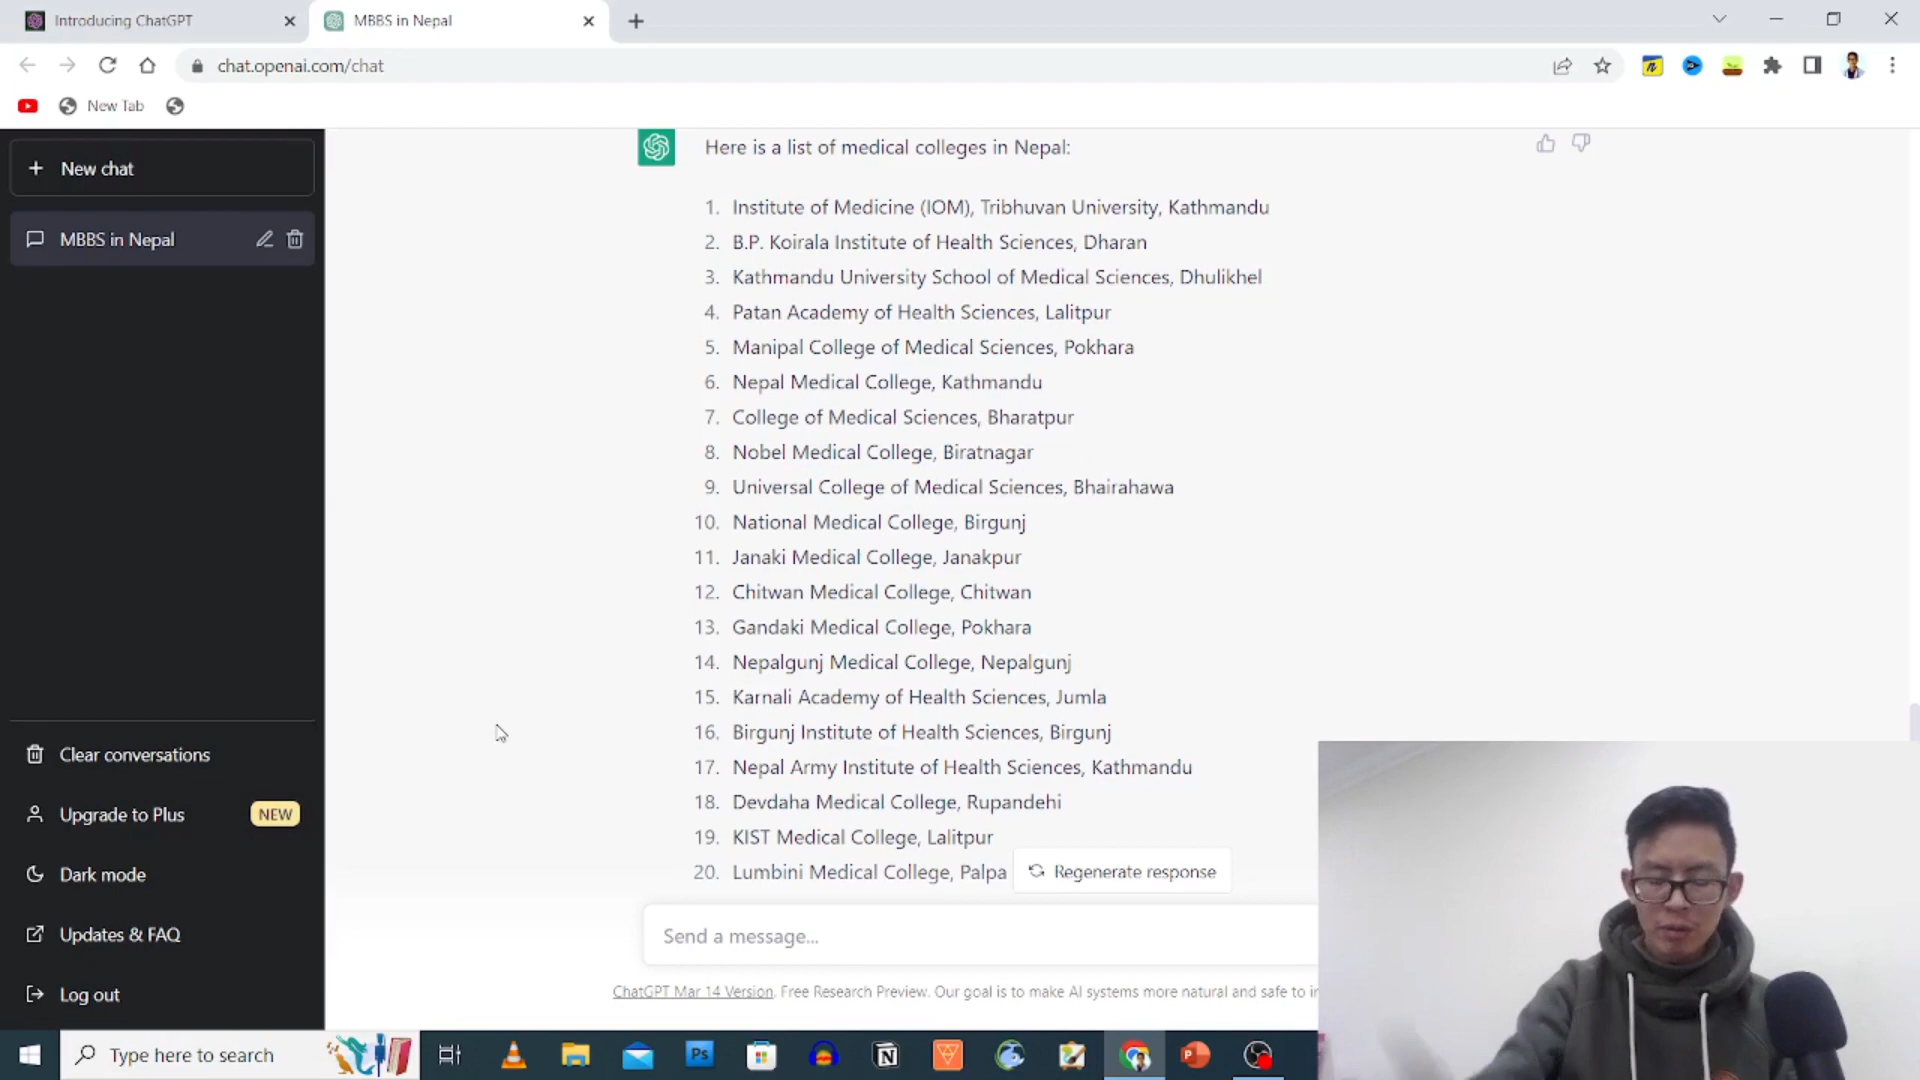 Introducing ChatGPT
MBBS in Nepal
chat.openai.com/chat
New Tab
New chat
MBBS in Nepal
Here is a list of medical colleges in Nepal:
1. Institute of Medicine (IOM), Tribhuvan University, Kathmandu
2. B.P. Koirala Institute of Health Sciences, Dharan
3. Kathmandu University School of Medical Sciences, Dhulikhel
4. Patan Academy of Health Sciences, Lalitpur
5. Manipal College of Medical Sciences, Pokhara
6. Nepal Medical College, Kathmandu
7. College of Medical Sciences, Bharatpur
8. Nobel Medical College, Biratnagar
9. Universal College of Medical Sciences, Bhairahawa
10. National Medical College, Birgunj
11. Janaki Medical College, Janakpur
12. Chitwan Medical College, Chitwan
13. Gandaki Medical College, Pokhara
14. Nepalgunj Medical College, Nepalgunj
15. Karnali Academy of Health Sciences, Jumla
16. Birgunj Institute of Health Sciences, Birgunj
17. Nepal Army Institute of Health Sciences, Kathmandu
18. Devdaha Medical College, Rupandehi
19. KIST Medical College, Lalitpur
20. Lumbini Medical College, Palpa
Regenerate response
Clear conversations
Upgrade to Plus NEW
Dark mode
Updates & FAQ
Log out
Send a message...
ChatGPT Mar 14 Version. Free Research Preview. Our goal is to make AI systems more natural and safe to
Type here to search
Ps